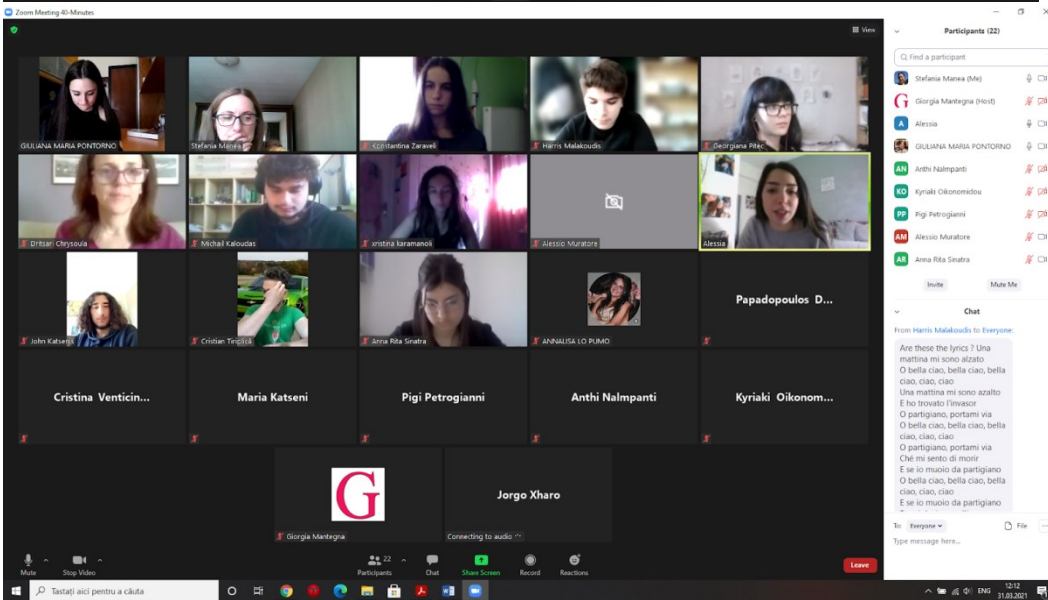 Zoom Meeting 40-Minutes
View
GIULIANA MARIA PONTORNO
Stefania Manea
Konstantina Zaraveli
Harris Malakoudis
Georgiana Pitec
Dritsari Chrysoula
Michail Kaloudas
xristina karamanoli
Alessio Muratore
Alessia
John Katsenis
Cristian Tiriplică
Anna Rita Sinatra
ANNALISA LO PUMO
Papadopoulos D...
Cristina Venticin...
Maria Katseni
Pigi Petrogianni
Anthi Nalmpanti
Kyriaki Oikonom...
G
Giorgia Mantegna
Jorgo Xharo
Connecting to audio
Mute
Stop Video
22
Participants
Chat
Share Screen
Record
Reactions
Leave
Participants (22)
Find a participant
Stefania Manea (Me)
G Giorgia Mantegna (Host)
A Alessia
GIULIANA MARIA PONTORNO
AN Anthi Nalmpanti
KO Kyriaki Oikonomidou
PP Pigi Petrogianni
AM Alessio Muratore
AR Anna Rita Sinatra
Invite Mute Me
Chat
From Harris Malakoudis to Everyone:
Are these the lyrics ? Una
mattina mi sono alzato
O bella ciao, bella ciao, bella
ciao, ciao, ciao
Una mattina mi sono azalto
E ho trovato l'invasor
O partigiano, portami via
O bella ciao, bella ciao, bella
ciao, ciao, ciao
O partigiano, portami via
Ché mi sento di morir
E se io muoio da partigiano
O bella ciao, bella ciao, bella
ciao, ciao, ciao
E se io muoio da partigiano
To: Everyone File
Type message here...
Tastați aici pentru a căuta
ENG
12:12
31.03.2021